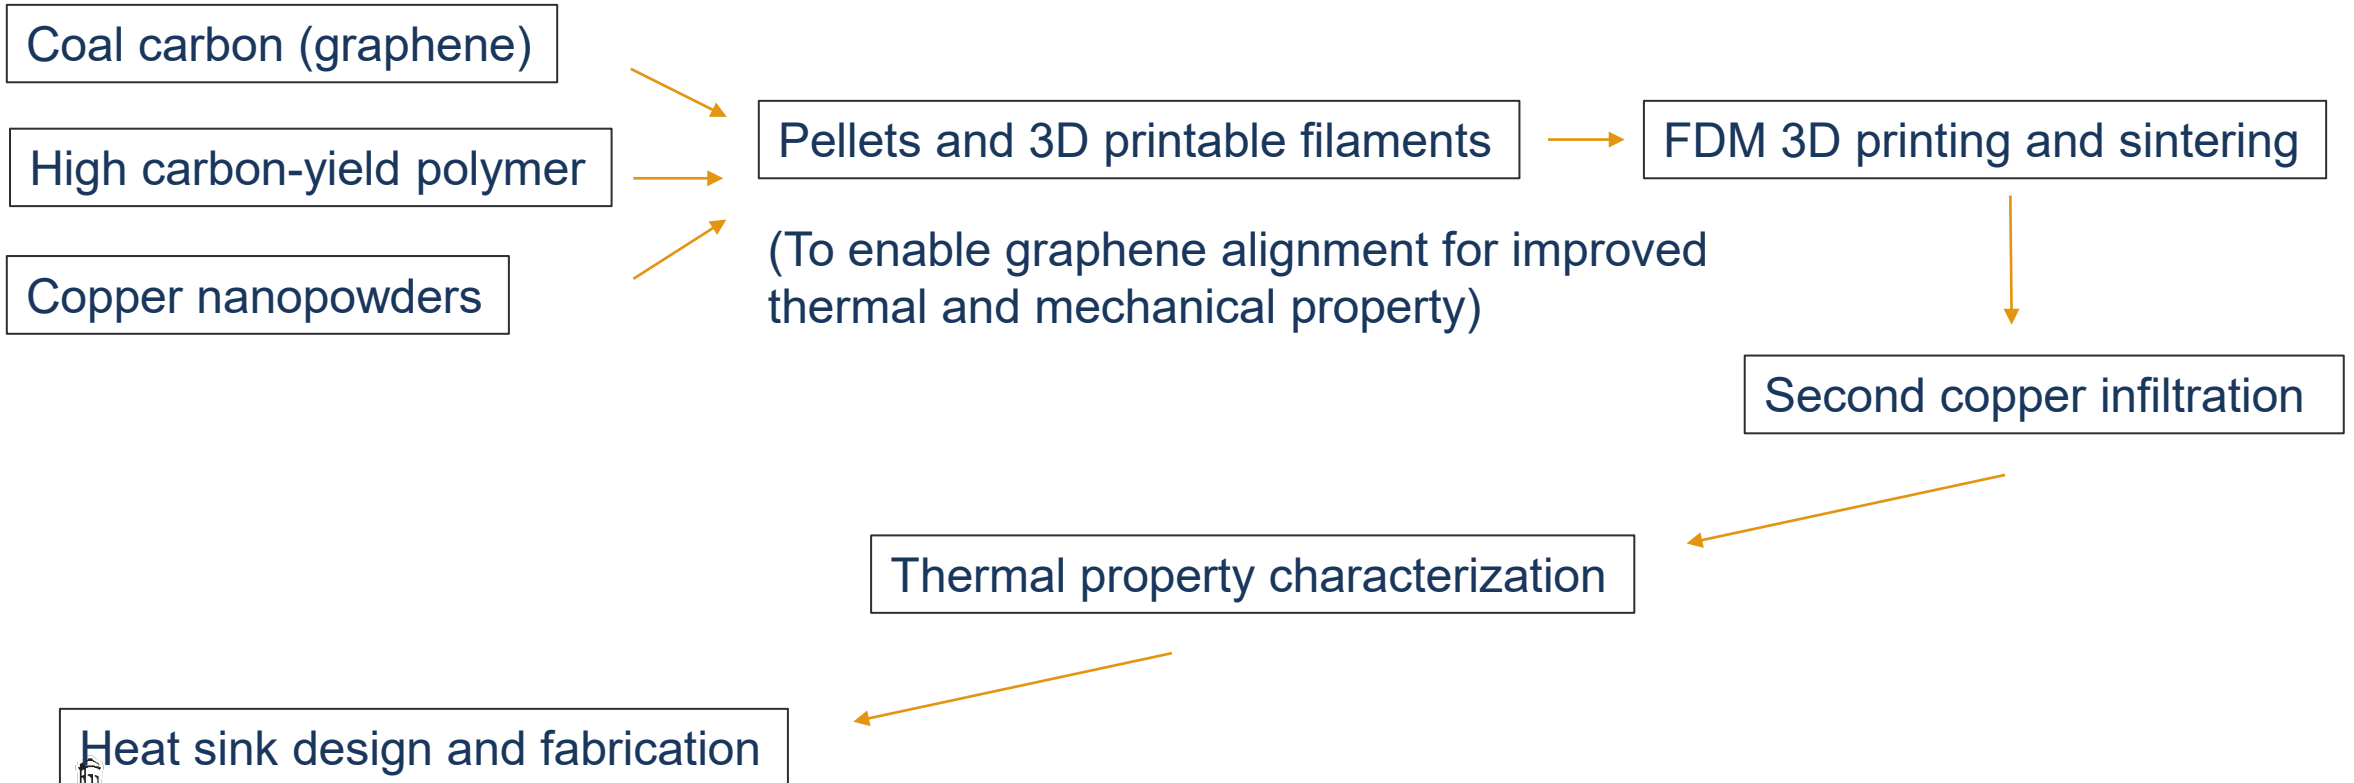 Coal carbon (graphene)
High carbon-yield polymer
Copper nanopowders
Pellets and 3D printable filaments
(To enable graphene alignment for improved
thermal and mechanical property)
FDM 3D printing and sintering
Second copper infiltration
Thermal property characterization
Heat sink design and fabrication